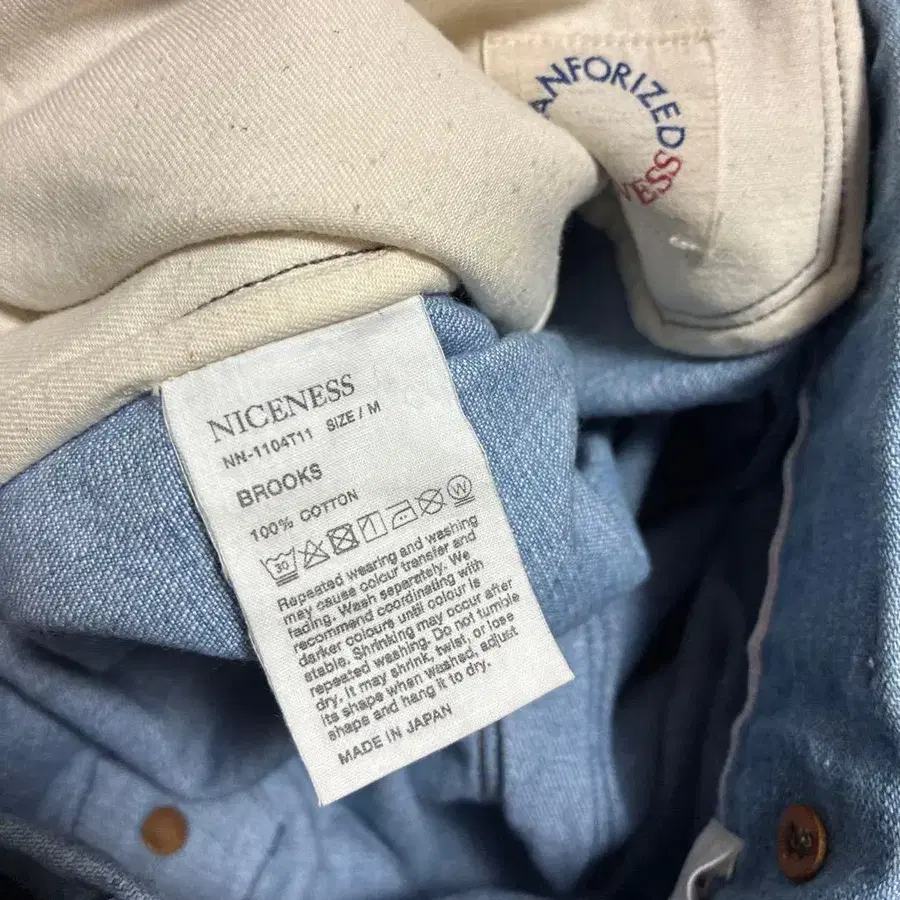 ANFORIZED
NESS
NICENESS
NN-1104T11 SIZE / M
BROOKS
100% COTTON
30
W
Repeated wearing and washing
may cause colour transfer and
fading. Wash separately. We
recommend coordinating with
darker colours until colour is
stable. Shrinking may occur after
repeated washing. Do not tumble
dry. It may shrink, twist, or lose
its shape when washed, adjust
shape and hang it to dry.
MADE IN JAPAN